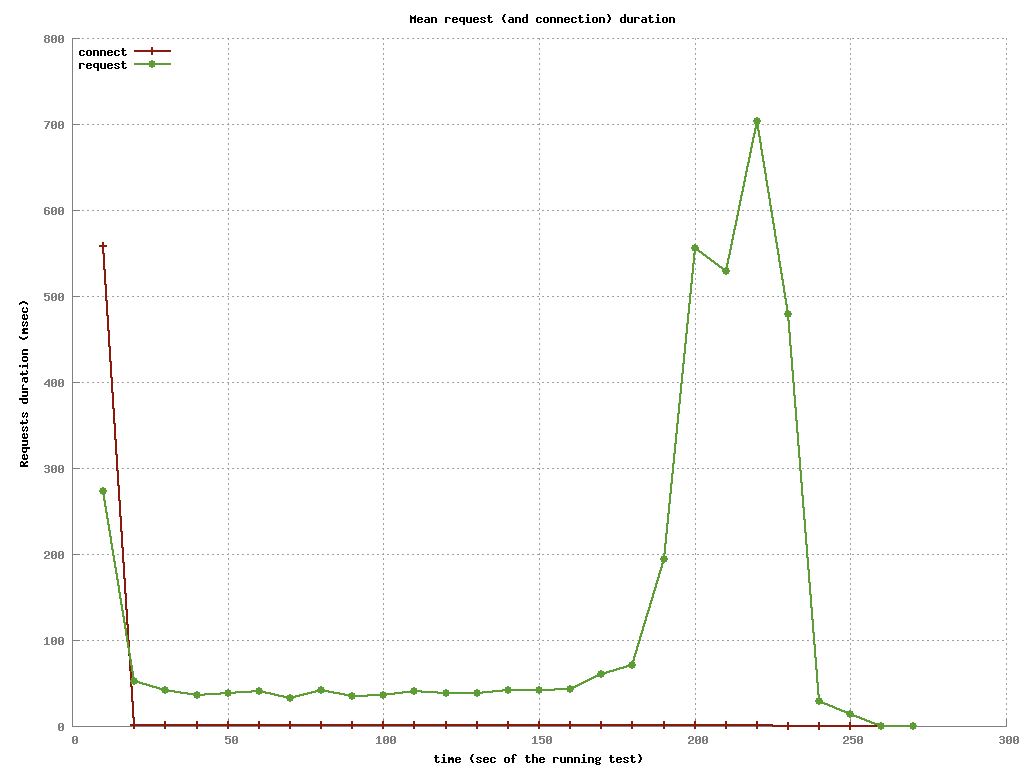 Mean request (and connection) duration
connect
request
800
700
600
500
400
300
200
100
0
Requests duration (msec)
0 50 100 150 200 250 300
time (sec of the running test)